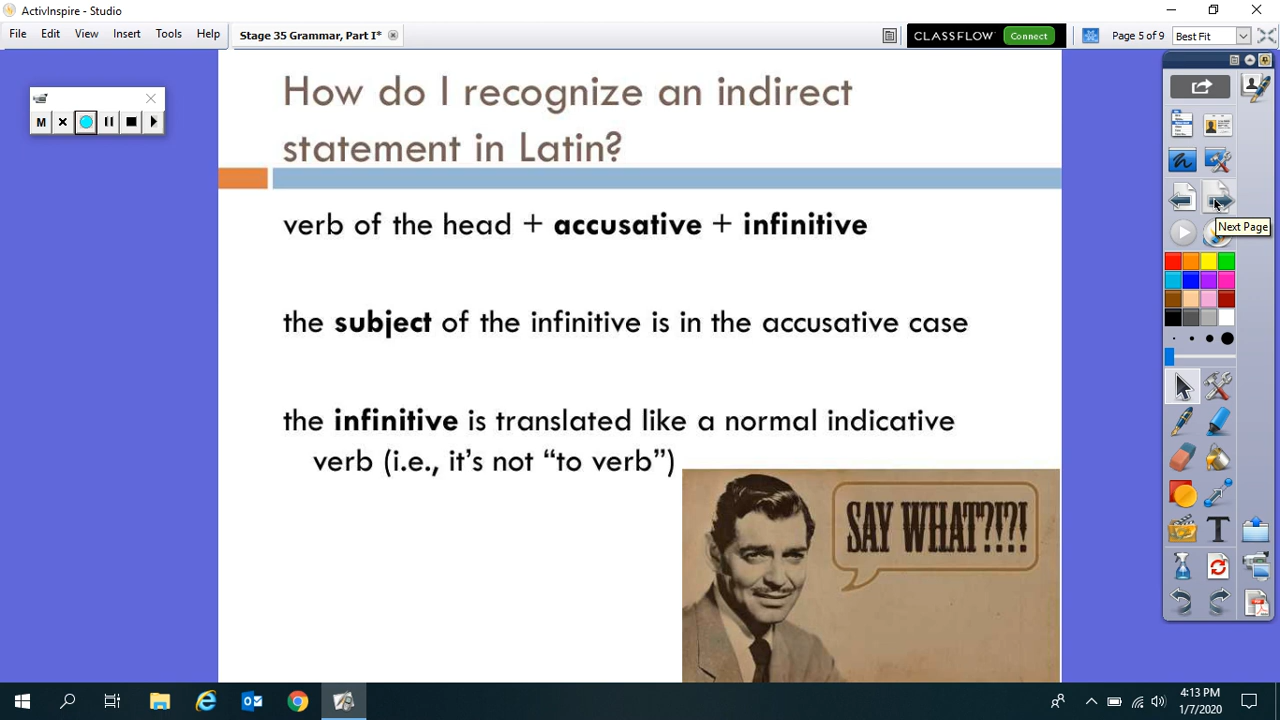 ActivInspire - Studio
File Edit View Insert Tools Help
Stage 35 Grammar, Part I*
CLASSFLOW Connect
Page 5 of 9
Best Fit
M
How do I recognize an indirect
statement in Latin?
Next Page
verb of the head + accusative + infinitive
the subject of the infinitive is in the accusative case
the infinitive is translated like a normal indicative
verb (i.e., it's not “to verb”)
SAY WHAT?!?!
T
4:13 PM
1/7/2020